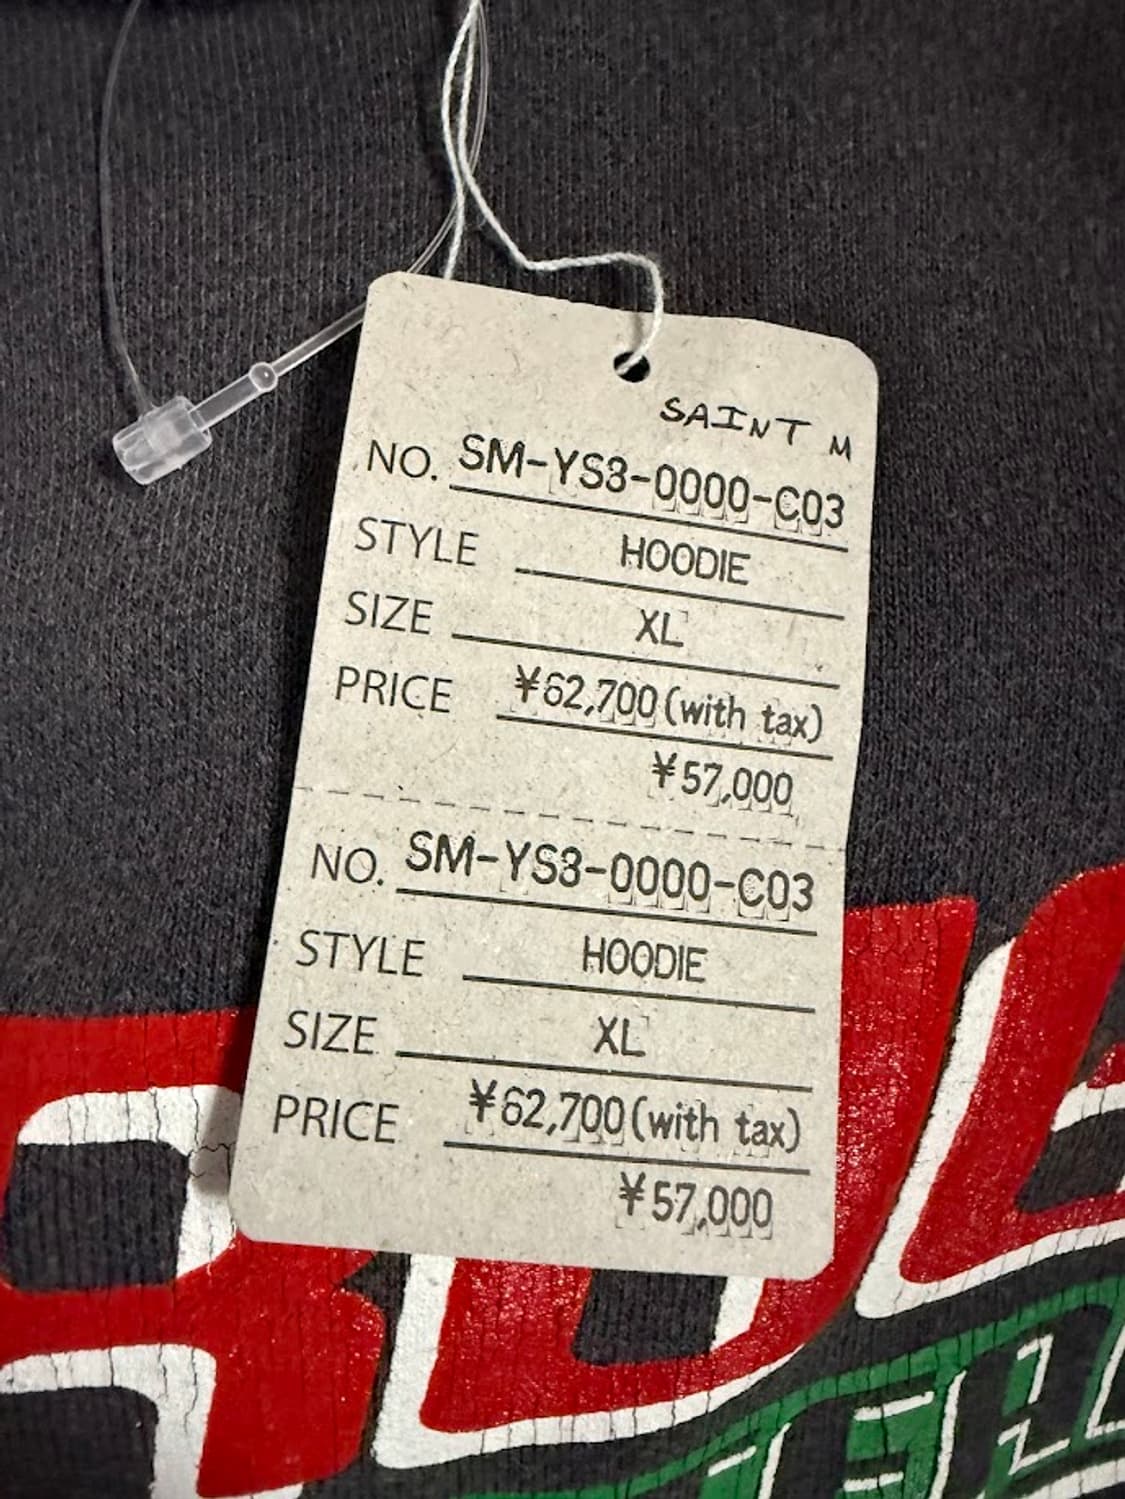 SAINT M
NO. SM-YS3-0000-C03
STYLE HOODIE
SIZE XL
PRICE ¥62,700(with tax)
¥57,000
NO. SM-YS3-0000-C03
STYLE HOODIE
SIZE XL
PRICE ¥62,700(with tax)
¥57,000